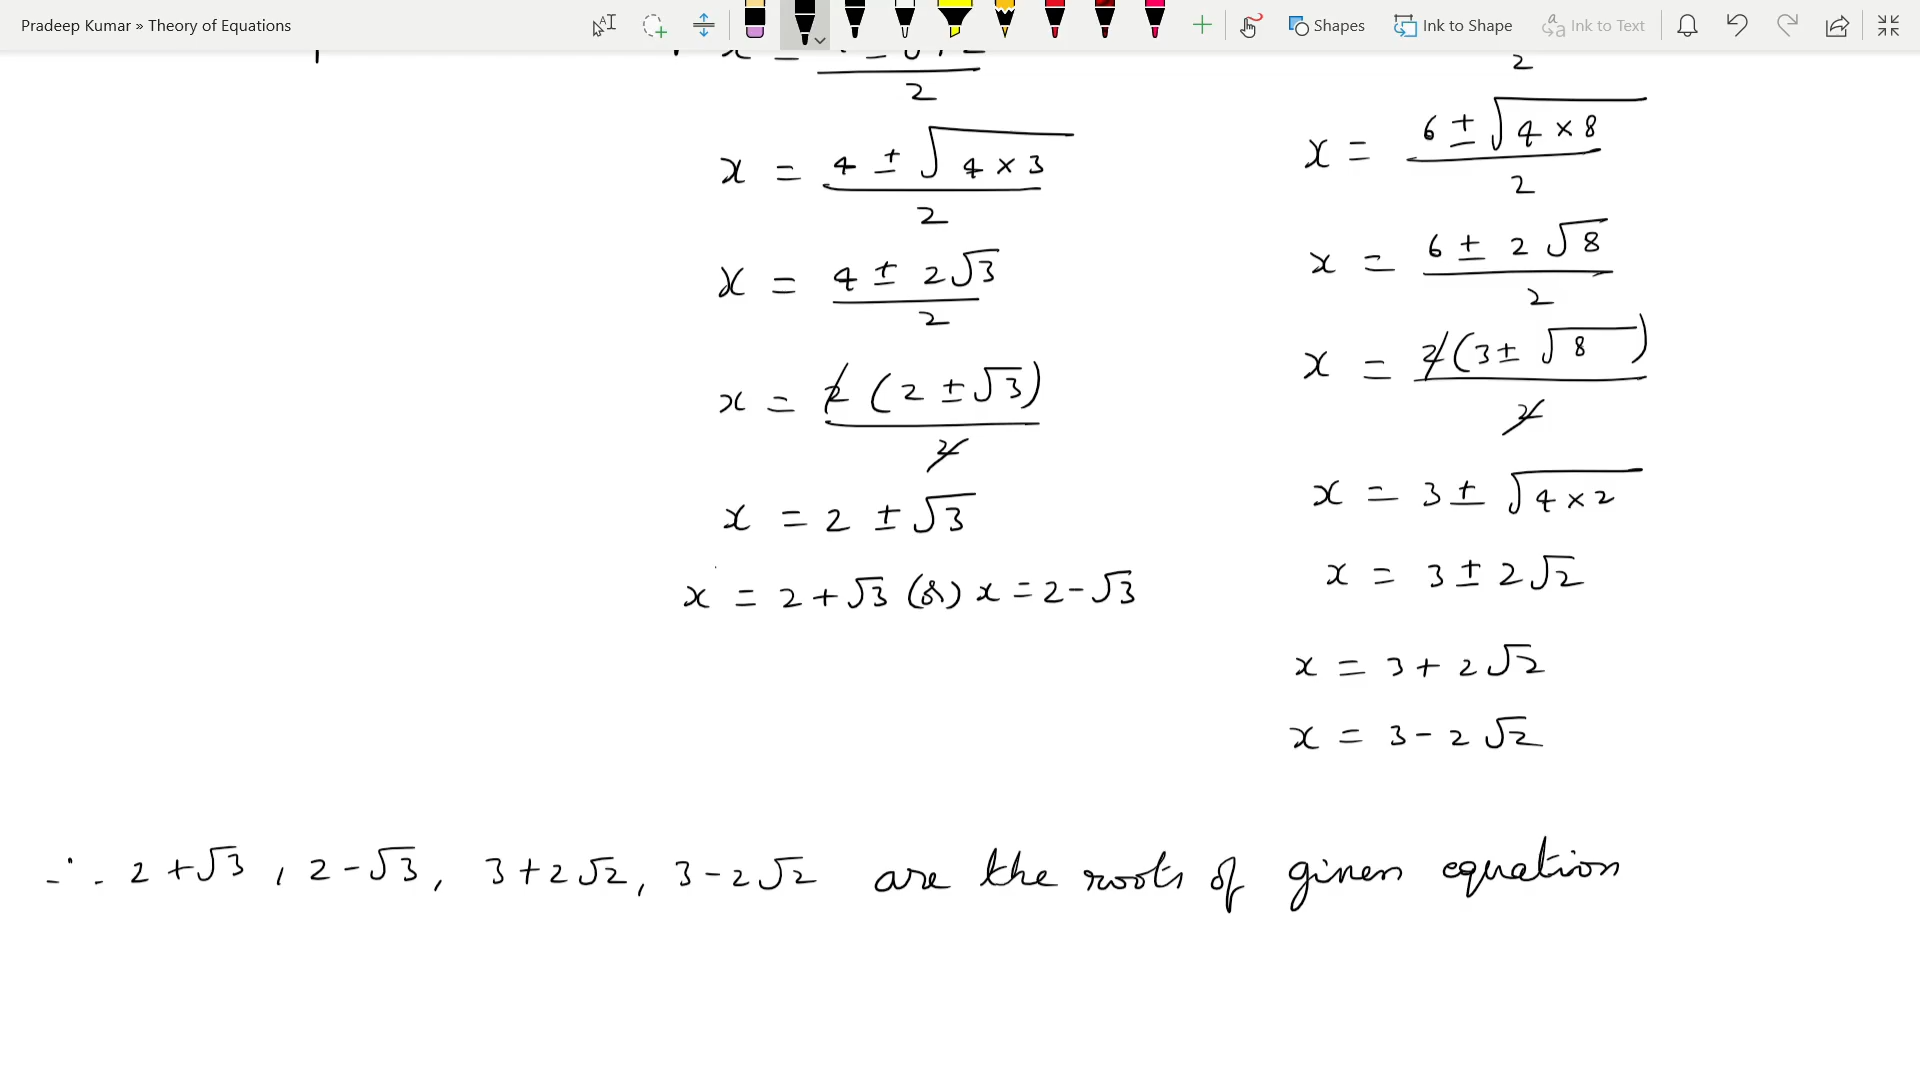 Pradeep Kumar » Theory of Equations
Shapes
Ink to Shape
Ink to Text
2
x = 4 ± √4 × 3
2
x = 4 ± 2√3
2
x = 2 (2 ± √3)
2
x = 2 ± √3
x = 2 + √3 (or) x = 2 - √3
2
x = 6 ± √4 × 8
2
x = 6 ± 2 √8
2
x = 2(3 ± √8)
2
x = 3 ± √4 × 2
x = 3 ± 2√2
x = 3 + 2√2
x = 3 - 2√2
∴ 2 + √3, 2 - √3, 3 + 2√2, 3 - 2√2 are the roots of given equation